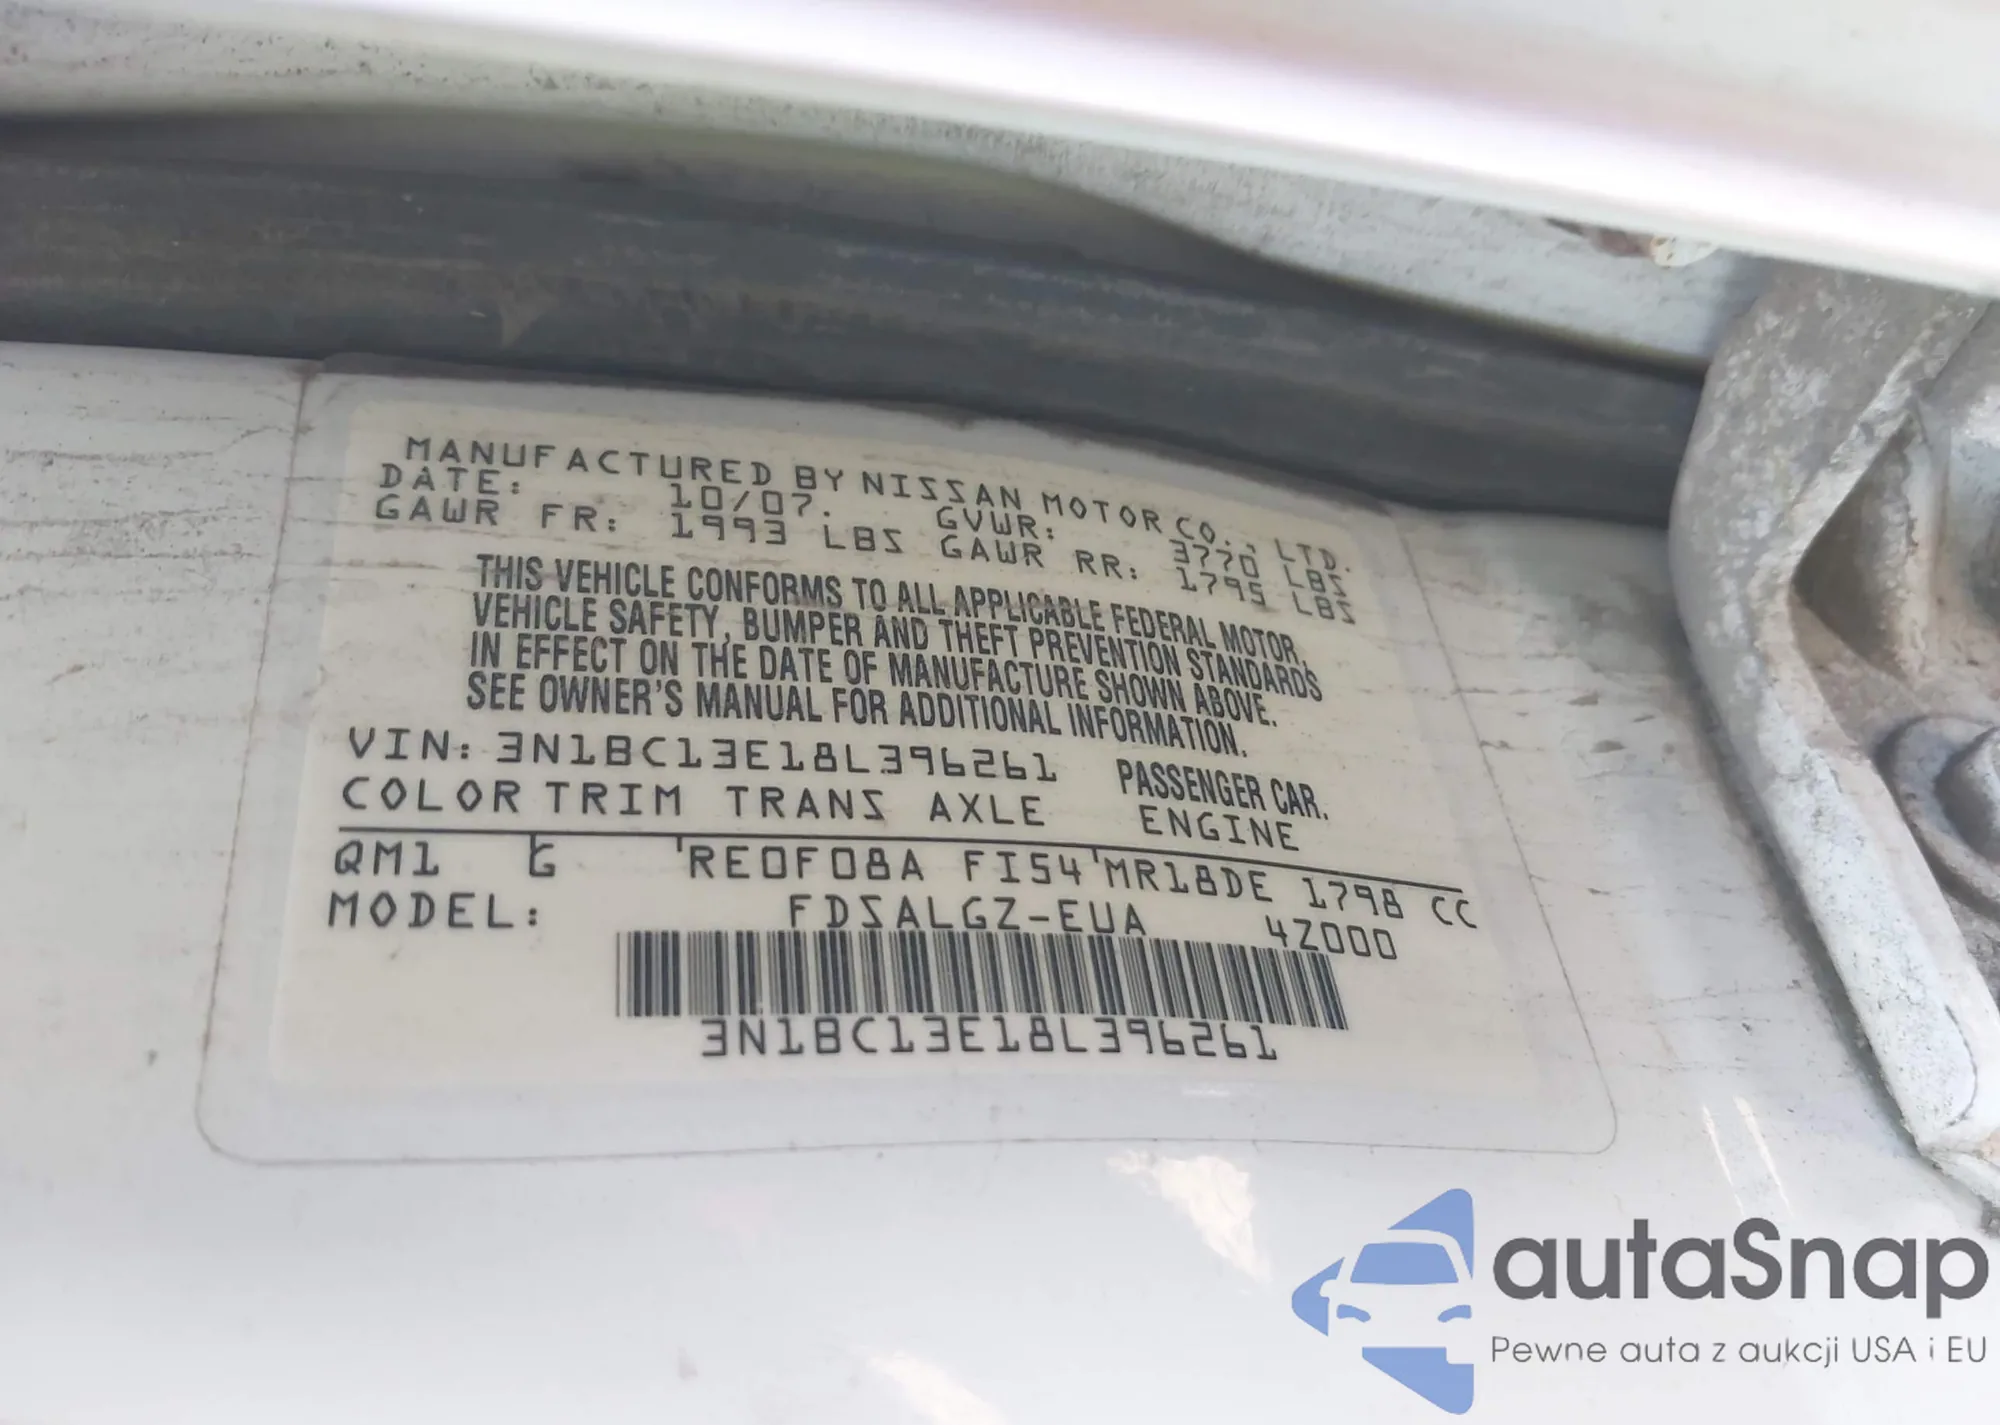 MANUFACTURED BY NISSAN MOTOR CO., LTD.
DATE: 10/07. GVWR: 3770 LBS
GAWR FR: 1993 LBS GAWR RR: 1795 LBS
THIS VEHICLE CONFORMS TO ALL APPLICABLE FEDERAL MOTOR
VEHICLE SAFETY, BUMPER AND THEFT PREVENTION STANDARDS
IN EFFECT ON THE DATE OF MANUFACTURE SHOWN ABOVE.
SEE OWNER'S MANUAL FOR ADDITIONAL INFORMATION.
VIN: 3N1BC13E18L396261 PASSENGER CAR.
COLOR TRIM TRANS AXLE ENGINE
QM1 G RE0F08A FI54 MR18DE 1798 CC
MODEL: FDSALGZ-EUA 4Z000
3N1BC13E18L396261
autaSnap
Pewne auta z aukcji USA i EU